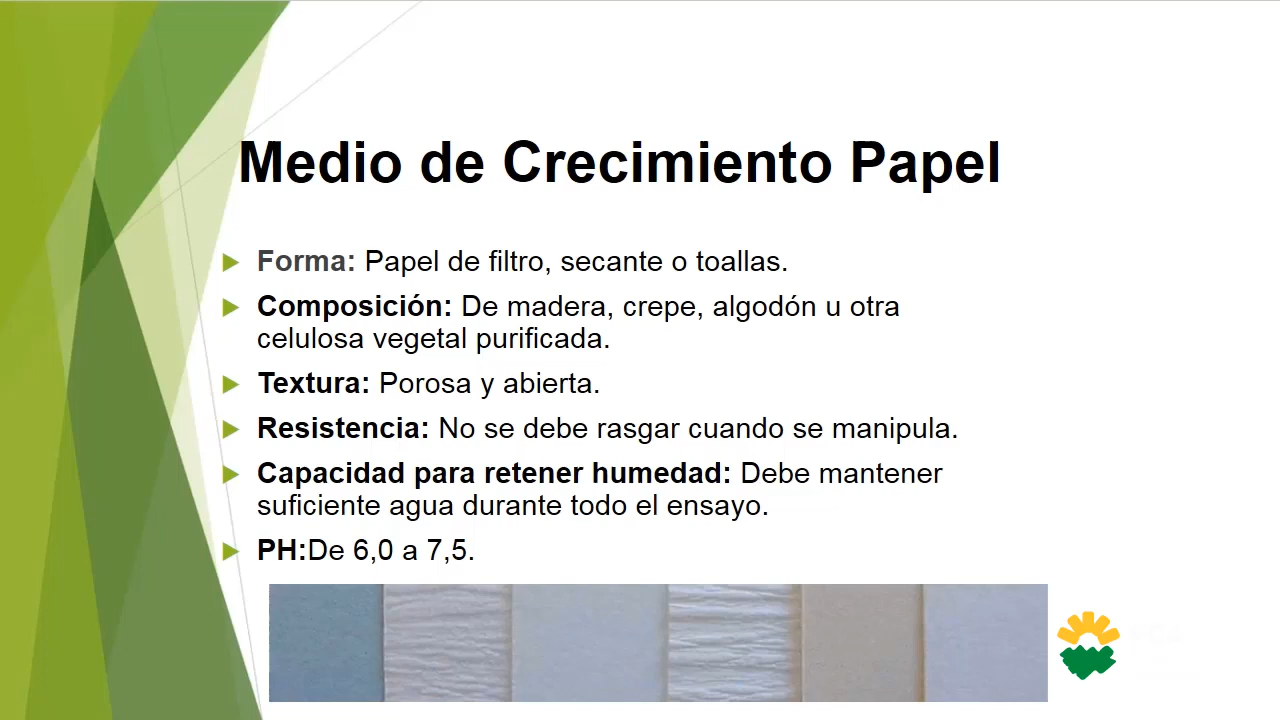 Medio de Crecimiento Papel
Forma: Papel de filtro, secante o toallas.
Composición: De madera, crepe, algodón u otra
celulosa vegetal purificada.
Textura: Porosa y abierta.
Resistencia: No se debe rasgar cuando se manipula.
Capacidad para retener humedad: Debe mantener
suficiente agua durante todo el ensayo.
PH:De 6,0 a 7,5.